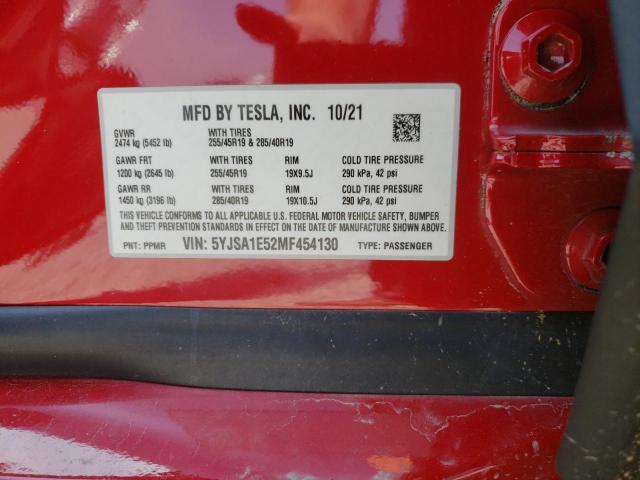 MFD BY TESLA, INC. 10/21
GVWR WITH TIRES
2474 kg (5452 lb) 255/45R19 & 285/40R19
GAWR FRT WITH TIRES RIM COLD TIRE PRESSURE
1200 kg (2645 lb) 255/45R19 19X9.5J 290 kPa, 42 psi
GAWR RR WITH TIRES RIM COLD TIRE PRESSURE
1450 kg (3196 lb) 285/40R19 19X10.5J 290 kPa, 42 psi
THIS VEHICLE CONFORMS TO ALL APPLICABLE U.S. FEDERAL MOTOR VEHICLE SAFETY, BUMPER
AND THEFT PREVENTION STANDARDS IN EFFECT ON THE DATE OF MANUFACTURE SHOWN ABOVE.
PNT: PPMR VIN: 5YJSA1E52MF454130 TYPE: PASSENGER